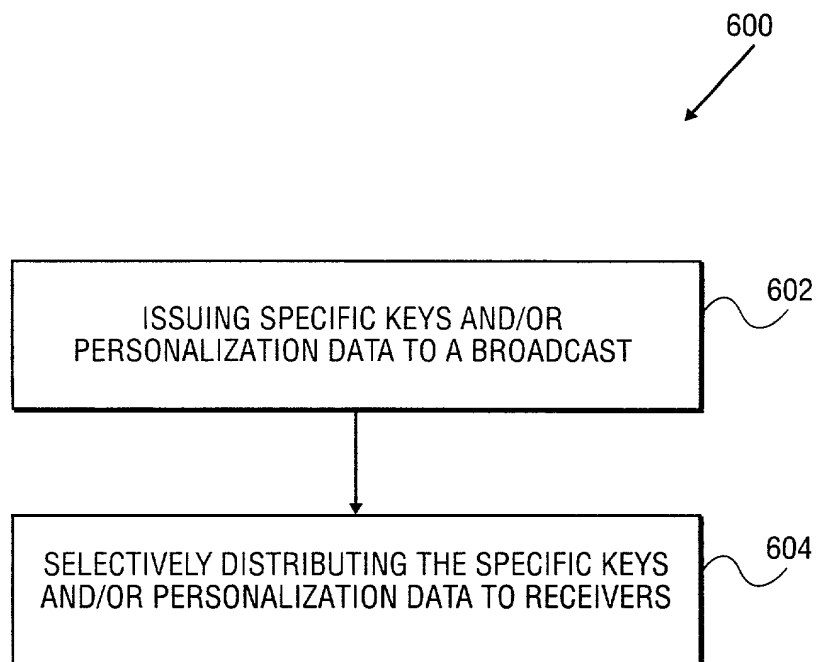 600
ISSUING SPECIFIC KEYS AND/OR
PERSONALIZATION DATA TO A BROADCAST
602
SELECTIVELY DISTRIBUTING THE SPECIFIC KEYS
AND/OR PERSONALIZATION DATA TO RECEIVERS
604